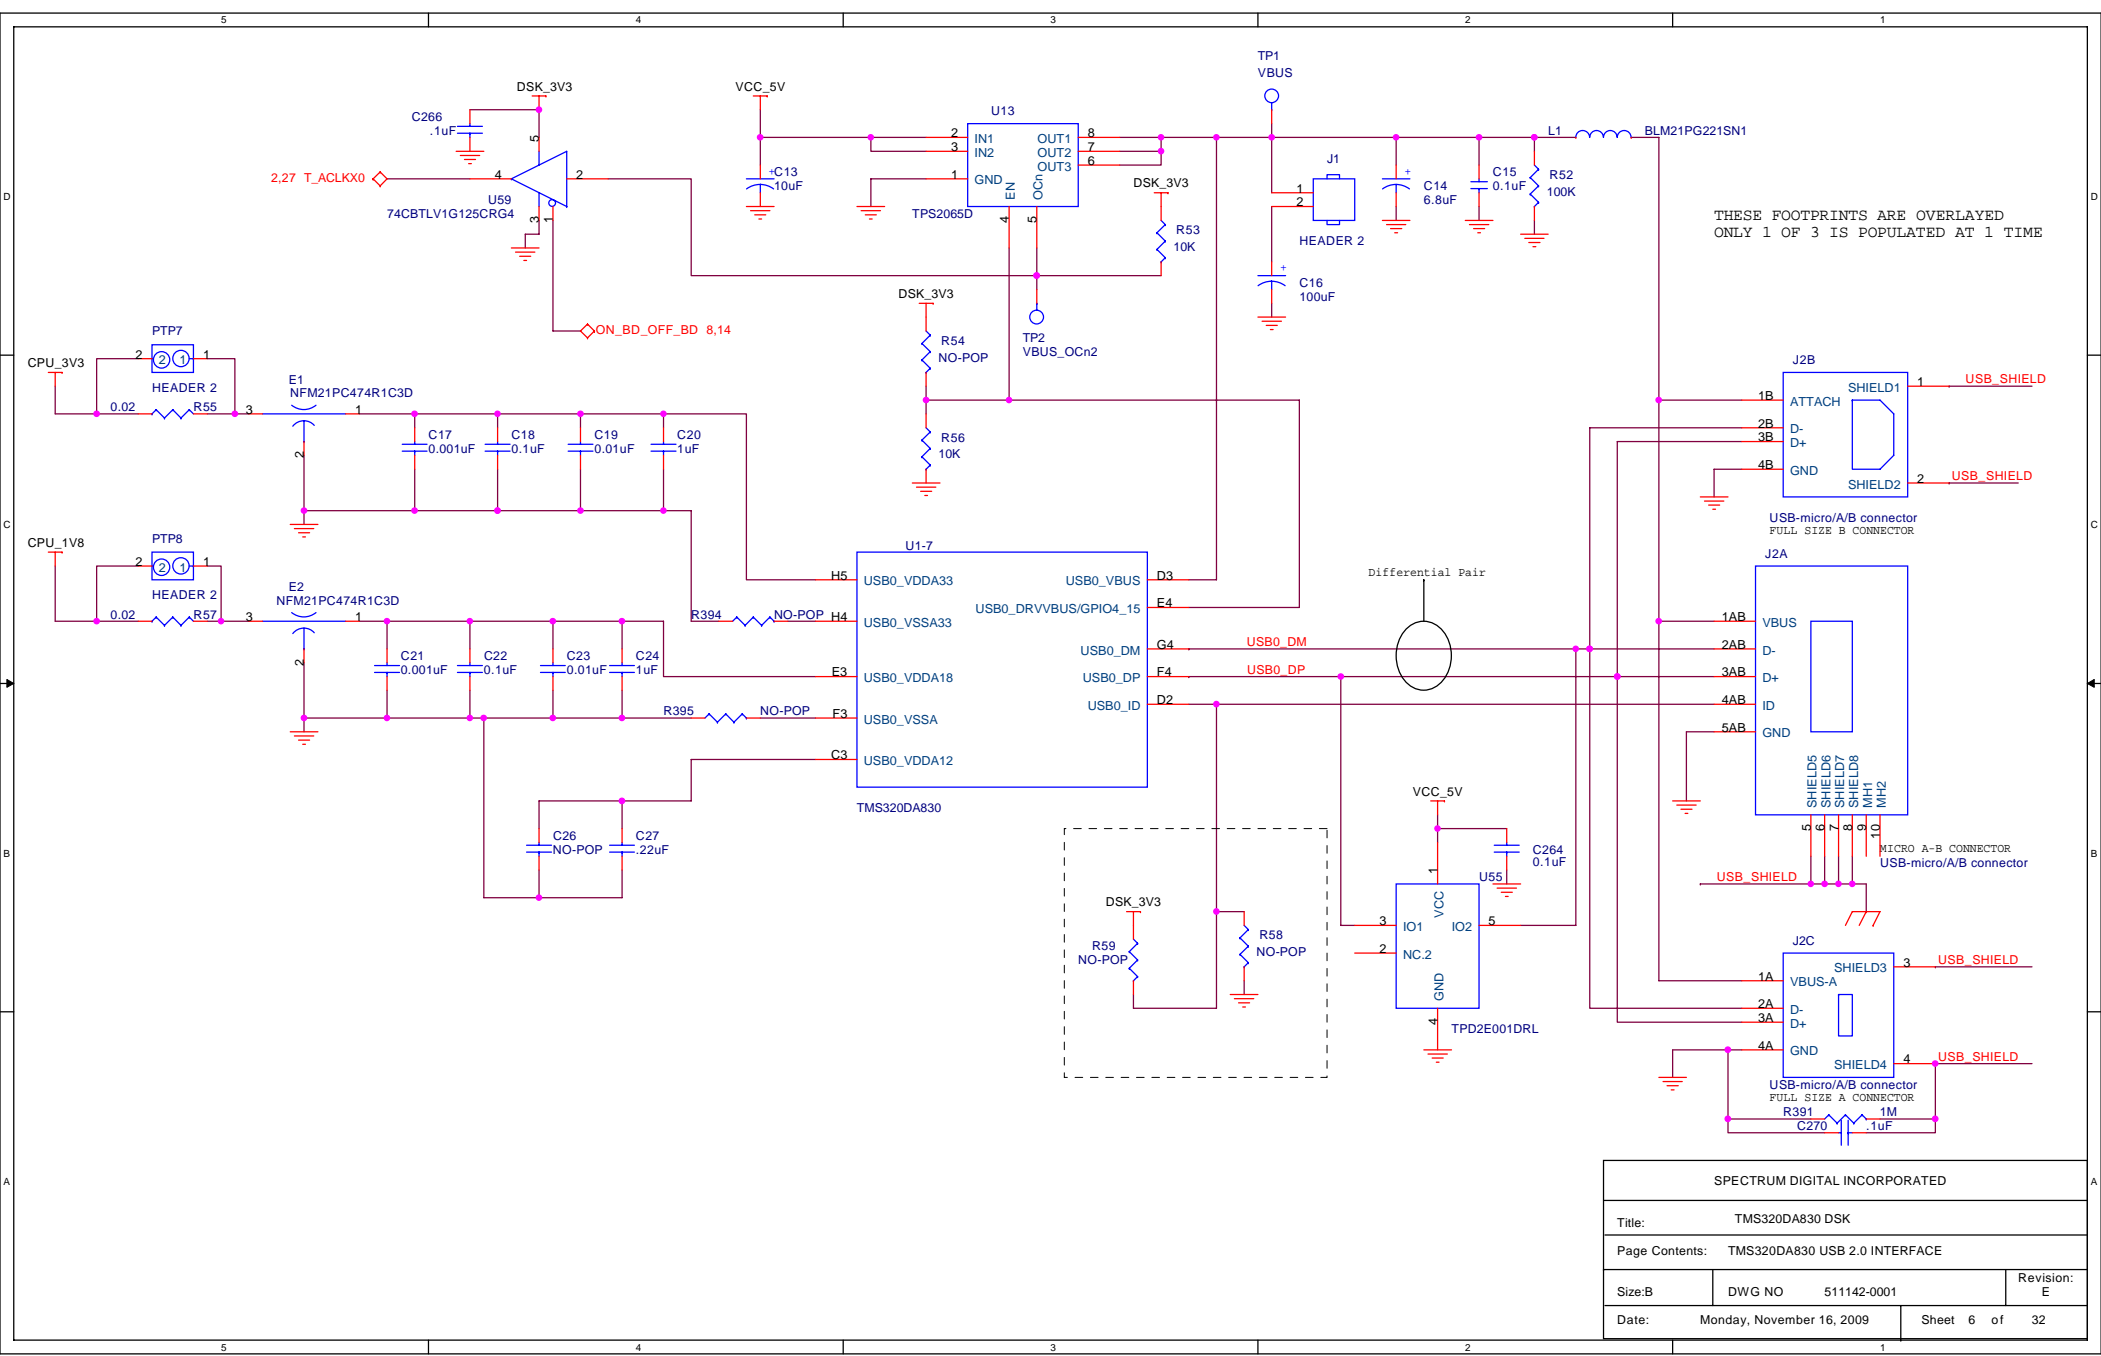 5 4 3 2 1
TP1
VBUS
DSK_3V3
VCC_5V
C266
.1uF
5
2,27 T_ACLKX0
4
2
U59
74CBTLV1G125CRG4
3
1
ON_BD_OFF_BD 8,14
+
C13
10uF
U13
2 IN1
3 IN2
1 GND
EN
OCn
OUT1 8
OUT2 7
OUT3 6
TPS2065D
4
5
DSK_3V3
R53
10K
TP2
VBUS_OCn2
J1
1
2
HEADER 2
+
C16
100uF
+
C14
6.8uF
C15
0.1uF
R52
100K
L1
BLM21PG221SN1
THESE FOOTPRINTS ARE OVERLAYED
ONLY 1 OF 3 IS POPULATED AT 1 TIME
D
D
DSK_3V3
R54
NO-POP
R56
10K
PTP7
CPU_3V3
2 2 1 1
HEADER 2
0.02 R55
E1
NFM21PC474R1C3D
3 1
2
C17
0.001uF
C18
0.1uF
C19
0.01uF
C20
1uF
PTP8
CPU_1V8
2 2 1 1
HEADER 2
0.02 R57
E2
NFM21PC474R1C3D
3 1
2
C21
0.001uF
C22
0.1uF
C23
0.01uF
C24
1uF
R394 NO-POP
R395 NO-POP
C26
NO-POP
C27
.22uF
C
C
U1-7
H5 USB0_VDDA33
H4 USB0_VSSA33
E3 USB0_VDDA18
F3 USB0_VSSA
C3 USB0_VDDA12
USB0_VBUS D3
USB0_DRVVBUS/GPIO4_15 E4
USB0_DM G4
USB0_DP F4
USB0_ID D2
TMS320DA830
USB0_DM
USB0_DP
Differential Pair
J2B
1B ATTACH
2B D-
3B D+
4B GND
SHIELD1 1 USB_SHIELD
SHIELD2 2 USB_SHIELD
USB-micro/A/B connector
FULL SIZE B CONNECTOR
J2A
1AB VBUS
2AB D-
3AB D+
4AB ID
5AB GND
SHIELD5
SHIELD6
SHIELD7
SHIELD8
MH1
MH2
5
6
7
8
9
10
MICRO A-B CONNECTOR
USB-micro/A/B connector
USB_SHIELD
B
B
DSK_3V3
R59
NO-POP
R58
NO-POP
VCC_5V
C264
0.1uF
U55
1
VCC
3 IO1
IO2 5
2 NC.2
GND
4
TPD2E001DRL
J2C
1A VBUS-A
2A D-
3A D+
4A GND
SHIELD3 3 USB_SHIELD
SHIELD4 4 USB_SHIELD
USB-micro/A/B connector
FULL SIZE A CONNECTOR
R391 1M
C270 .1uF
A
A
SPECTRUM DIGITAL INCORPORATED
Title: TMS320DA830 DSK
Page Contents: TMS320DA830 USB 2.0 INTERFACE
Size:B DWG NO 511142-0001 Revision:
E
Date: Monday, November 16, 2009 Sheet 6 of 32
5 4 3 2 1